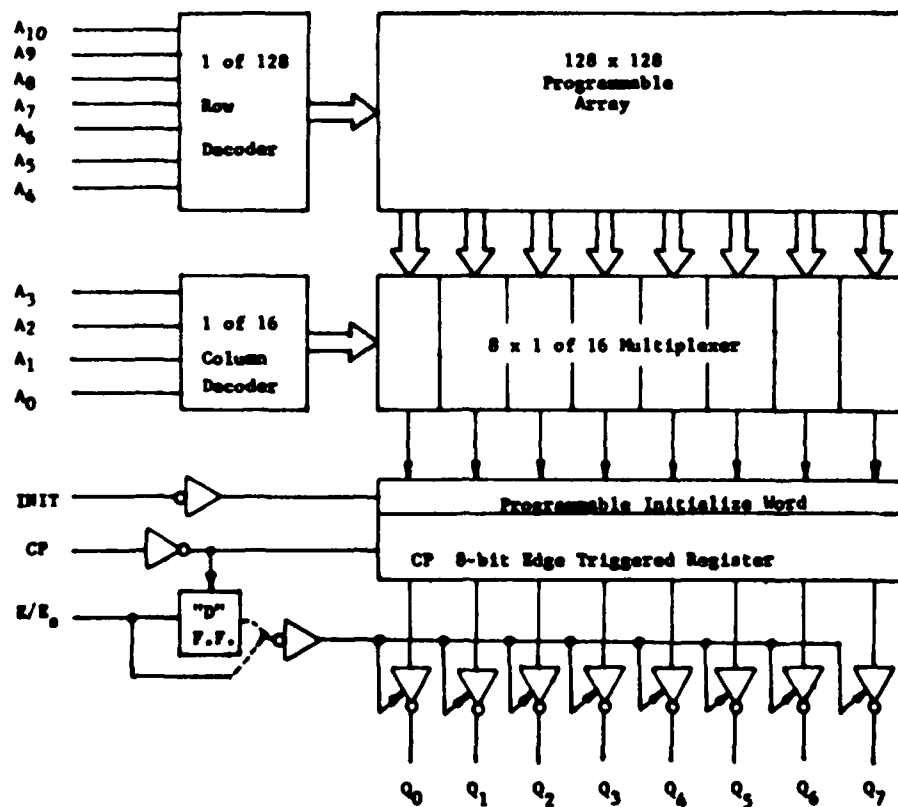 A10
A9
A8
A7
A6
A5
A4
1 of 128
Row
Decoder
128 x 128
Programmable
Array
A3
A2
A1
A0
1 of 16
Column
Decoder
8 x 1 of 16 Multiplexer
INIT
Programmable Initialize Word
CP
CP 8-bit Edge Triggered Register
E/Es
"D"
F.F.
Q0 Q1 Q2 Q3 Q4 Q5 Q6 Q7